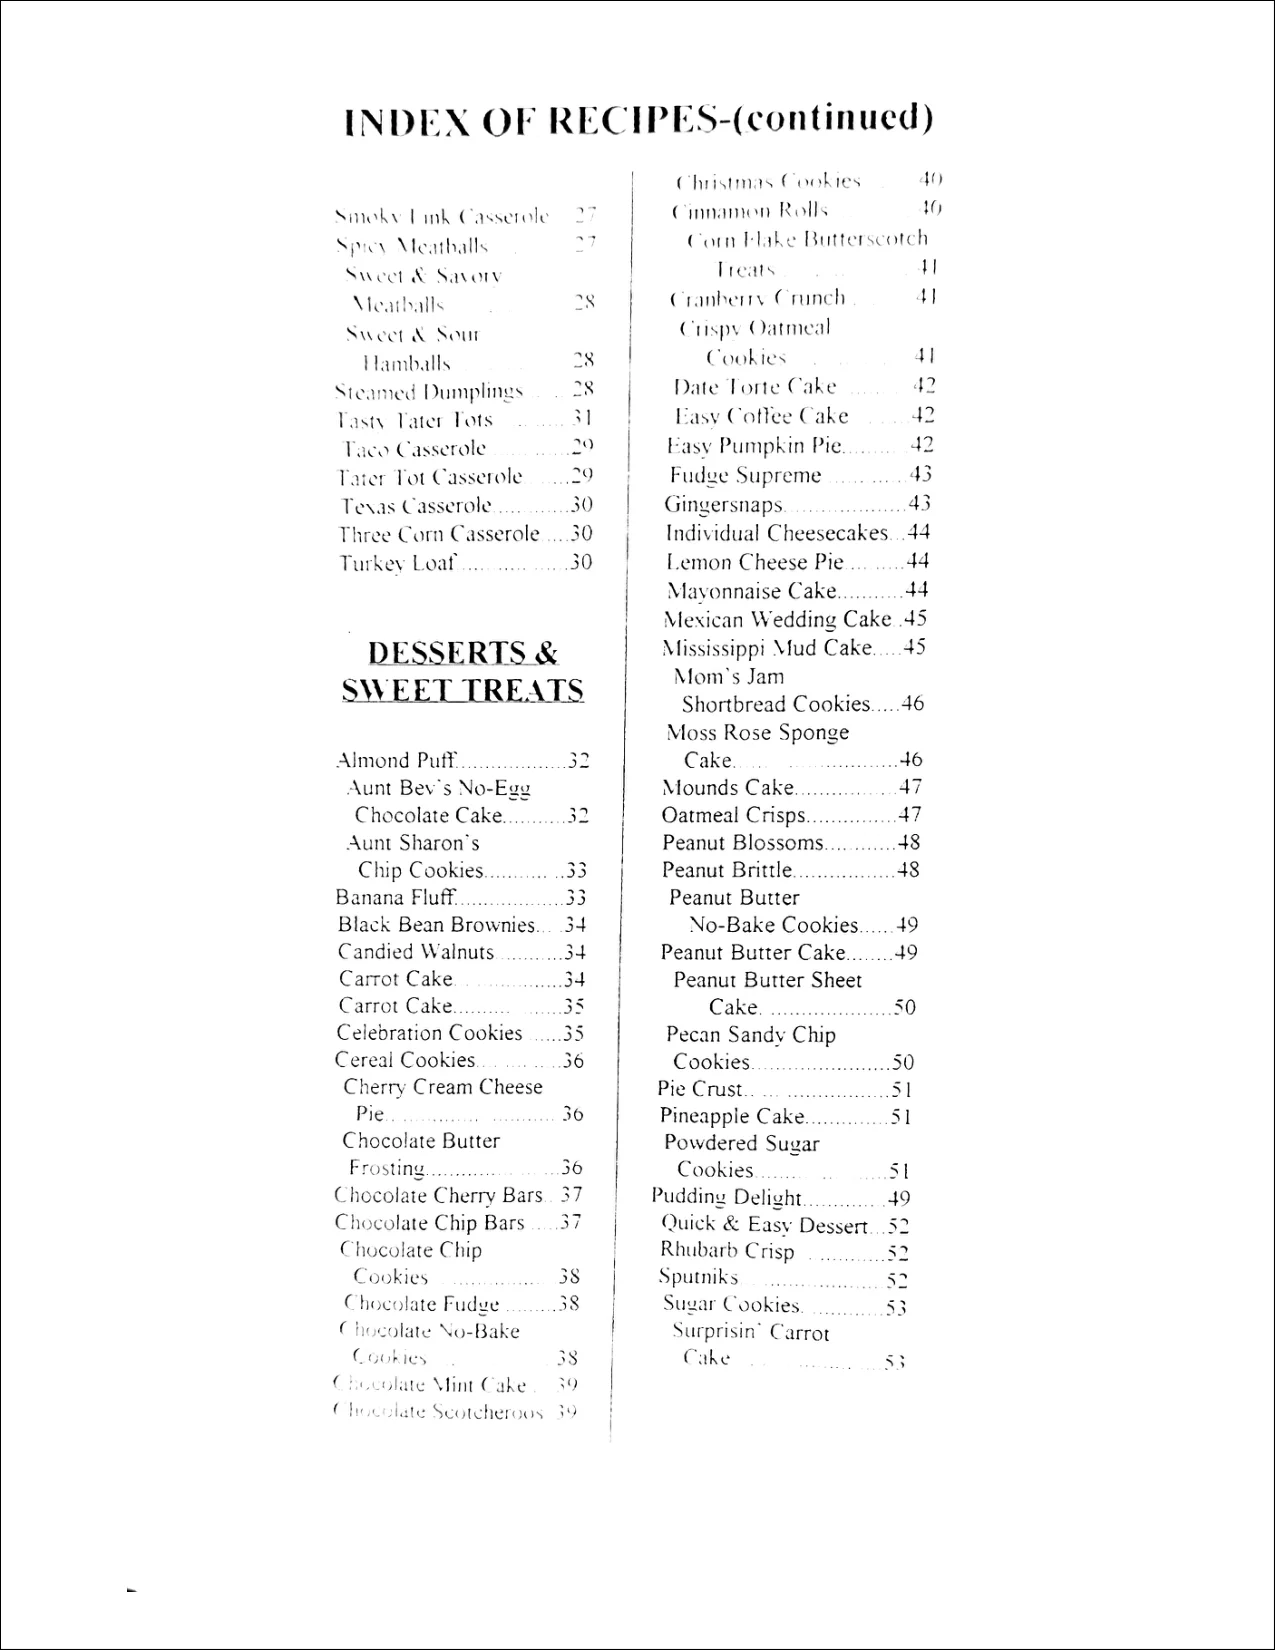 INDEX OF RECIPES-(continued)
Smoky Link Casserole 27
Spicy Meatballs 27
Sweet & Savory
Meatballs 28
Sweet & Sour
Hamballs 28
Steamed Dumplings . . 28
Tasty Tater Tots ........ 31
Taco Casserole ........29
Tater Tot Casserole .....29
Texas Casserole............30
Three Corn Casserole....30
Turkey Loaf.................30
DESSERTS &
SWEET TREATS
Almond Puff..................32
Aunt Bev's No-Egg
Chocolate Cake...........32
Aunt Sharon's
Chip Cookies........... ..33
Banana Fluff..................33
Black Bean Brownies... .34
Candied Walnuts...........34
Carrot Cake..................34
Carrot Cake.......... ......35
Celebration Cookies .....35
Cereal Cookies.............36
Cherry Cream Cheese
Pie.............................36
Chocolate Butter
Frosting......................36
Chocolate Cherry Bars.. 37
Chocolate Chip Bars .....37
Chocolate Chip
Cookies ............... 38
Chocolate Fudge.........38
Chocolate No-Bake
Cookies 38
Chocolate Mint Cake . 39
Chocolate Scotcheroos 39
Christmas Cookies 40
Cinnamon Rolls 40
Corn Flake Butterscotch
Treats 41
Cranberry Crunch . 41
Crispy Oatmeal
Cookies 41
Date Torte Cake ...... 42
Easy Coffee Cake ..... 42
Easy Pumpkin Pie........ 42
Fudge Supreme ..... .....43
Gingersnaps....................43
Individual Cheesecakes...44
Lemon Cheese Pie.... .....44
Mayonnaise Cake...........44
Mexican Wedding Cake .45
Mississippi Mud Cake.....45
Mom's Jam
Shortbread Cookies.....46
Moss Rose Sponge
Cake..... ..................46
Mounds Cake.................47
Oatmeal Crisps...............47
Peanut Blossoms............48
Peanut Brittle.................48
Peanut Butter
No-Bake Cookies......49
Peanut Butter Cake........49
Peanut Butter Sheet
Cake. ....................50
Pecan Sandy Chip
Cookies.......................50
Pie Crust.. ... .................51
Pineapple Cake..............51
Powdered Sugar
Cookies........ .. ......51
Pudding Delight............. .49
Quick & Easy Dessert...52
Rhubarb Crisp . ...........52
Sputniks ................... 52
Sugar Cookies. ............53
Surprisin' Carrot
Cake .. ......... ....53